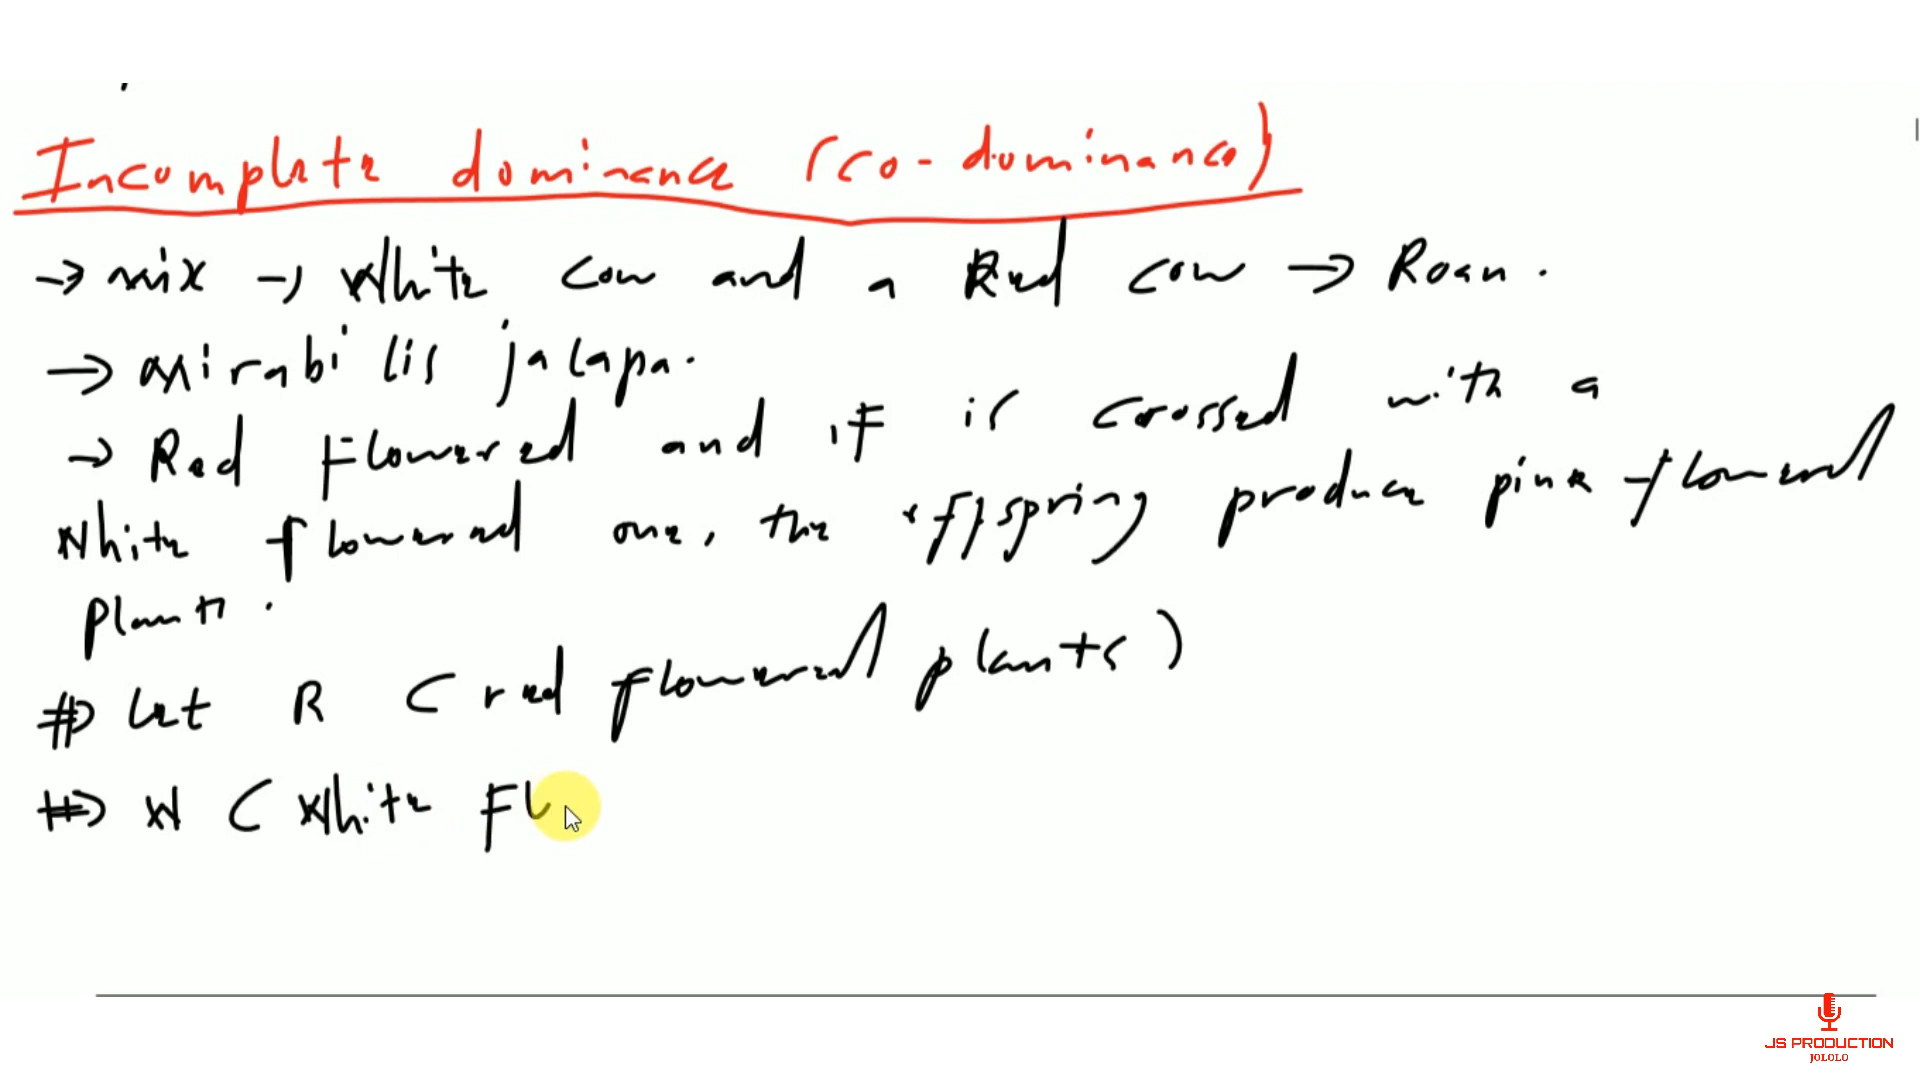 Incomplete dominance (co-dominance)
→ mix → White cow and a Red cow → Roan.
→ Mirabilis jalapa.
→ Red Flowered and if is crossed with a
White flowered one, the offspring produce pink flowered
plants.
⇒ let R (red flowered plants)
⇒ W (White Fl
JS PRODUCTION
JOLOLO